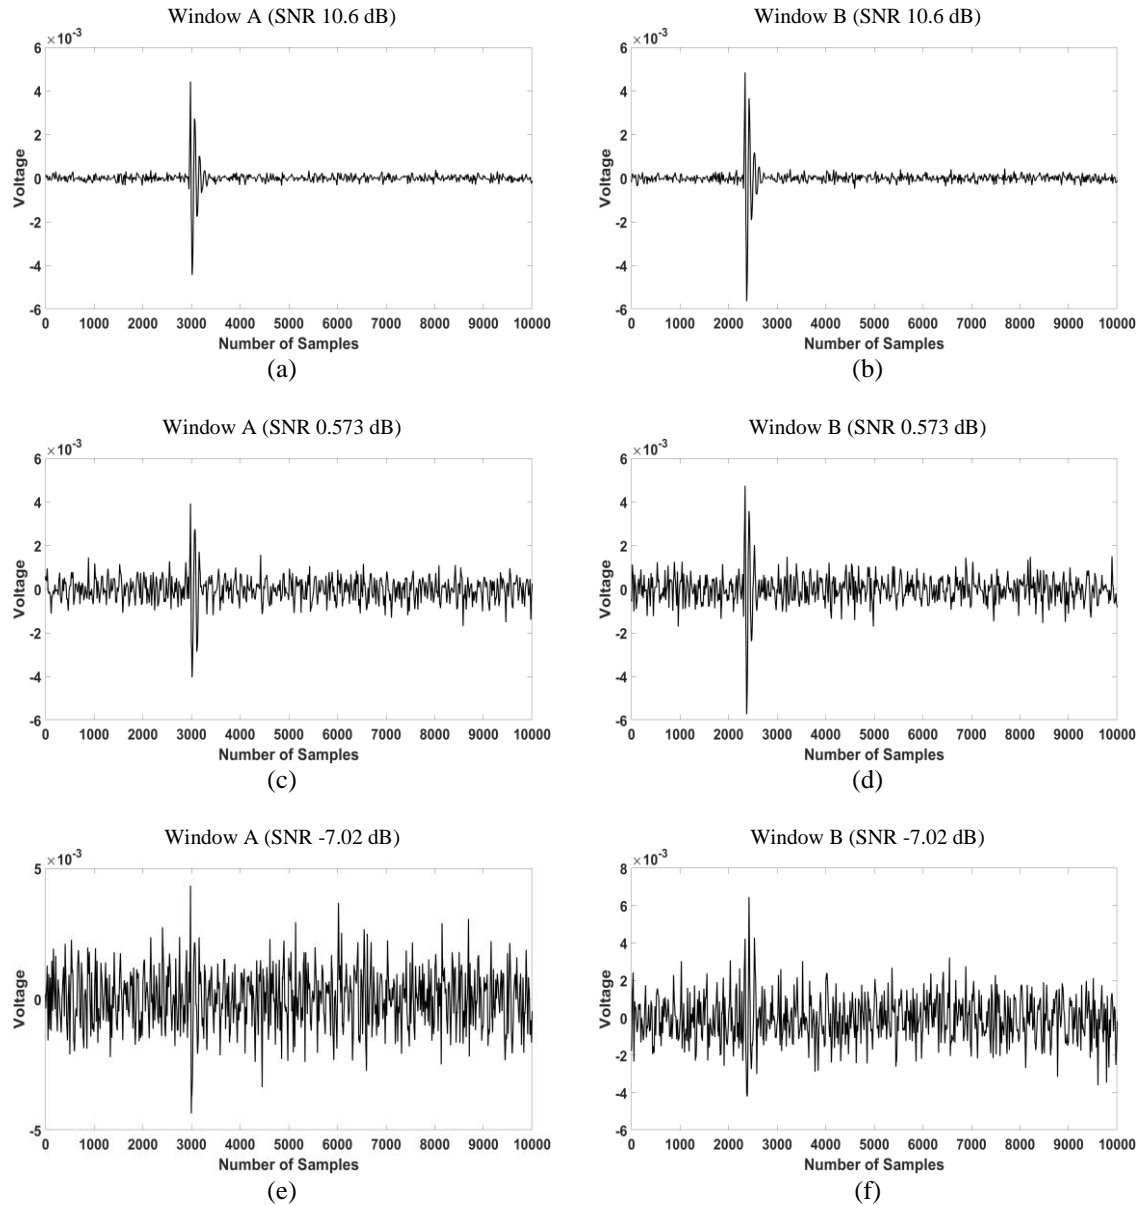 Window A (SNR 10.6 dB)
×10⁻³
6
4
2
0
-2
-4
-6
Voltage
0 1000 2000 3000 4000 5000 6000 7000 8000 9000 10000
Number of Samples
(a)
Window B (SNR 10.6 dB)
×10⁻³
6
4
2
0
-2
-4
-6
Voltage
0 1000 2000 3000 4000 5000 6000 7000 8000 9000 10000
Number of Samples
(b)
Window A (SNR 0.573 dB)
×10⁻³
6
4
2
0
-2
-4
-6
Voltage
0 1000 2000 3000 4000 5000 6000 7000 8000 9000 10000
Number of Samples
(c)
Window B (SNR 0.573 dB)
×10⁻³
6
4
2
0
-2
-4
-6
Voltage
0 1000 2000 3000 4000 5000 6000 7000 8000 9000 10000
Number of Samples
(d)
Window A (SNR -7.02 dB)
×10⁻³
5
0
-5
Voltage
0 1000 2000 3000 4000 5000 6000 7000 8000 9000 10000
Number of Samples
(e)
Window B (SNR -7.02 dB)
×10⁻³
8
6
4
2
0
-2
-4
-6
Voltage
0 1000 2000 3000 4000 5000 6000 7000 8000 9000 10000
Number of Samples
(f)